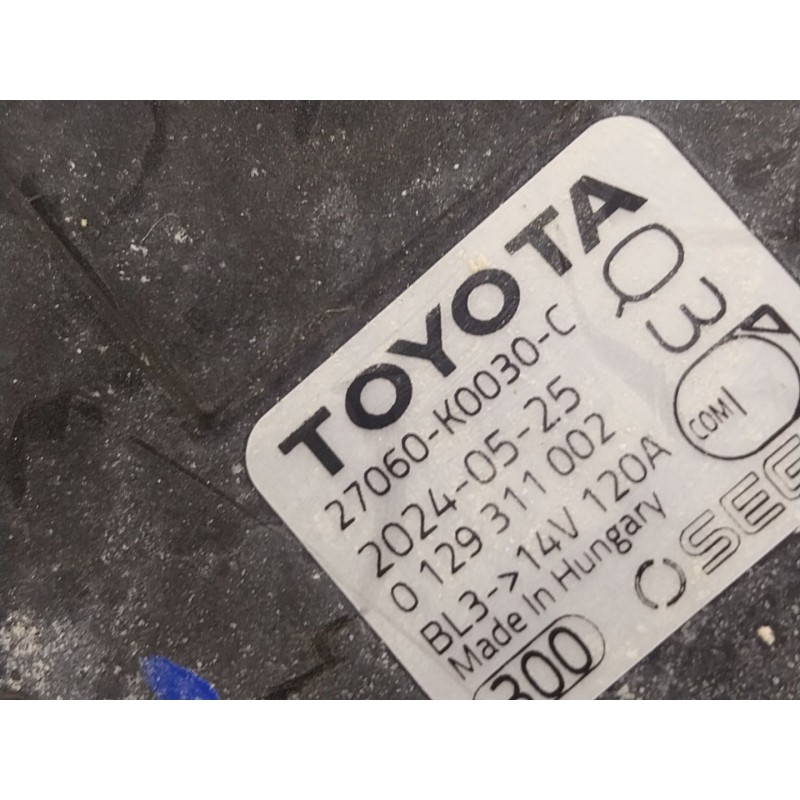 TOYOTA
27060-K0030-C
2024-05-25
0 129 311 002
BL3->14V 120A
Made In Hungary
300
Q3
COM
SEG